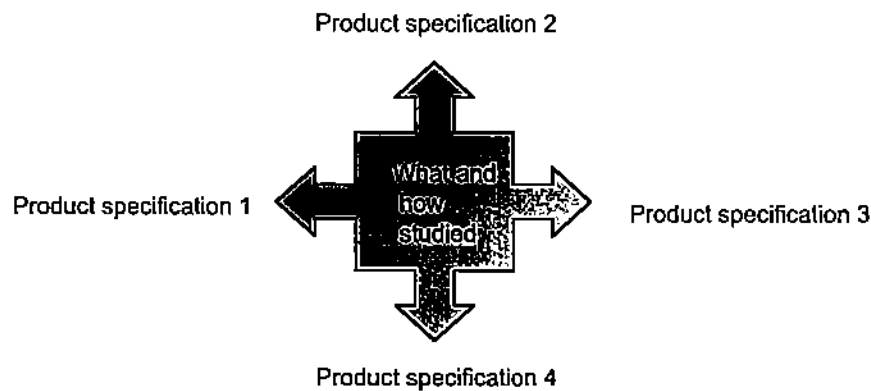 Product specification 2
What and
how
studied
Product specification 1
Product specification 3
Product specification 4